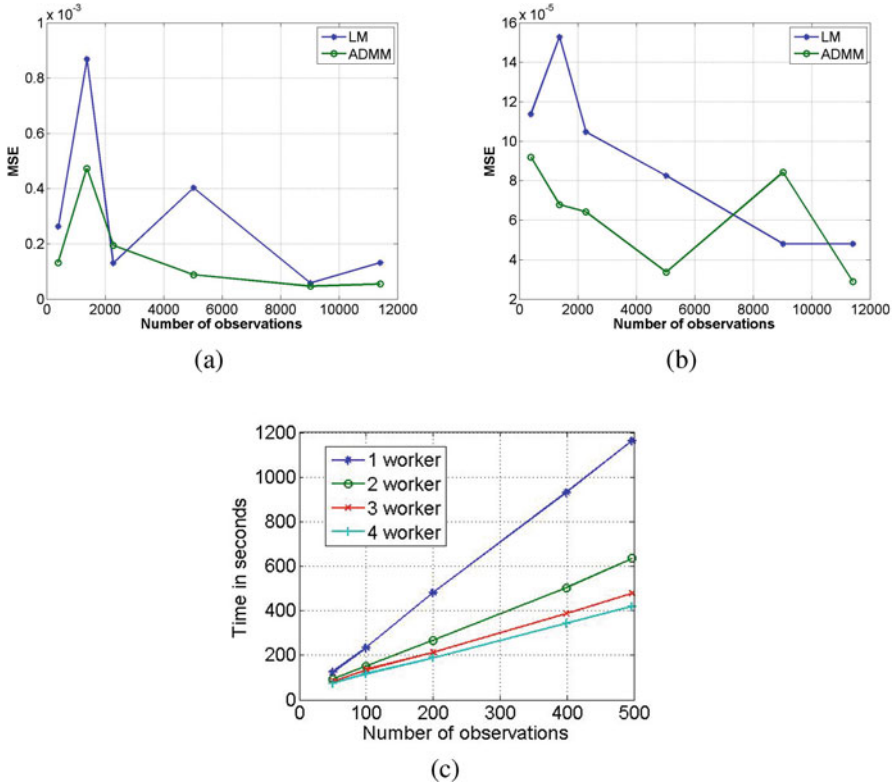 x 10⁻³
1
0.8
0.6
0.4
0.2
0
MSE
LM
ADMM
0 2000 4000 6000 8000 10000 12000
Number of observations
(a)
x 10⁻⁵
16
14
12
10
8
6
4
2
MSE
LM
ADMM
0 2000 4000 6000 8000 10000 12000
Number of observations
(b)
1200
1000
800
600
400
200
0
Time in seconds
1 worker
2 worker
3 worker
4 worker
0 100 200 300 400 500
Number of observations
(c)